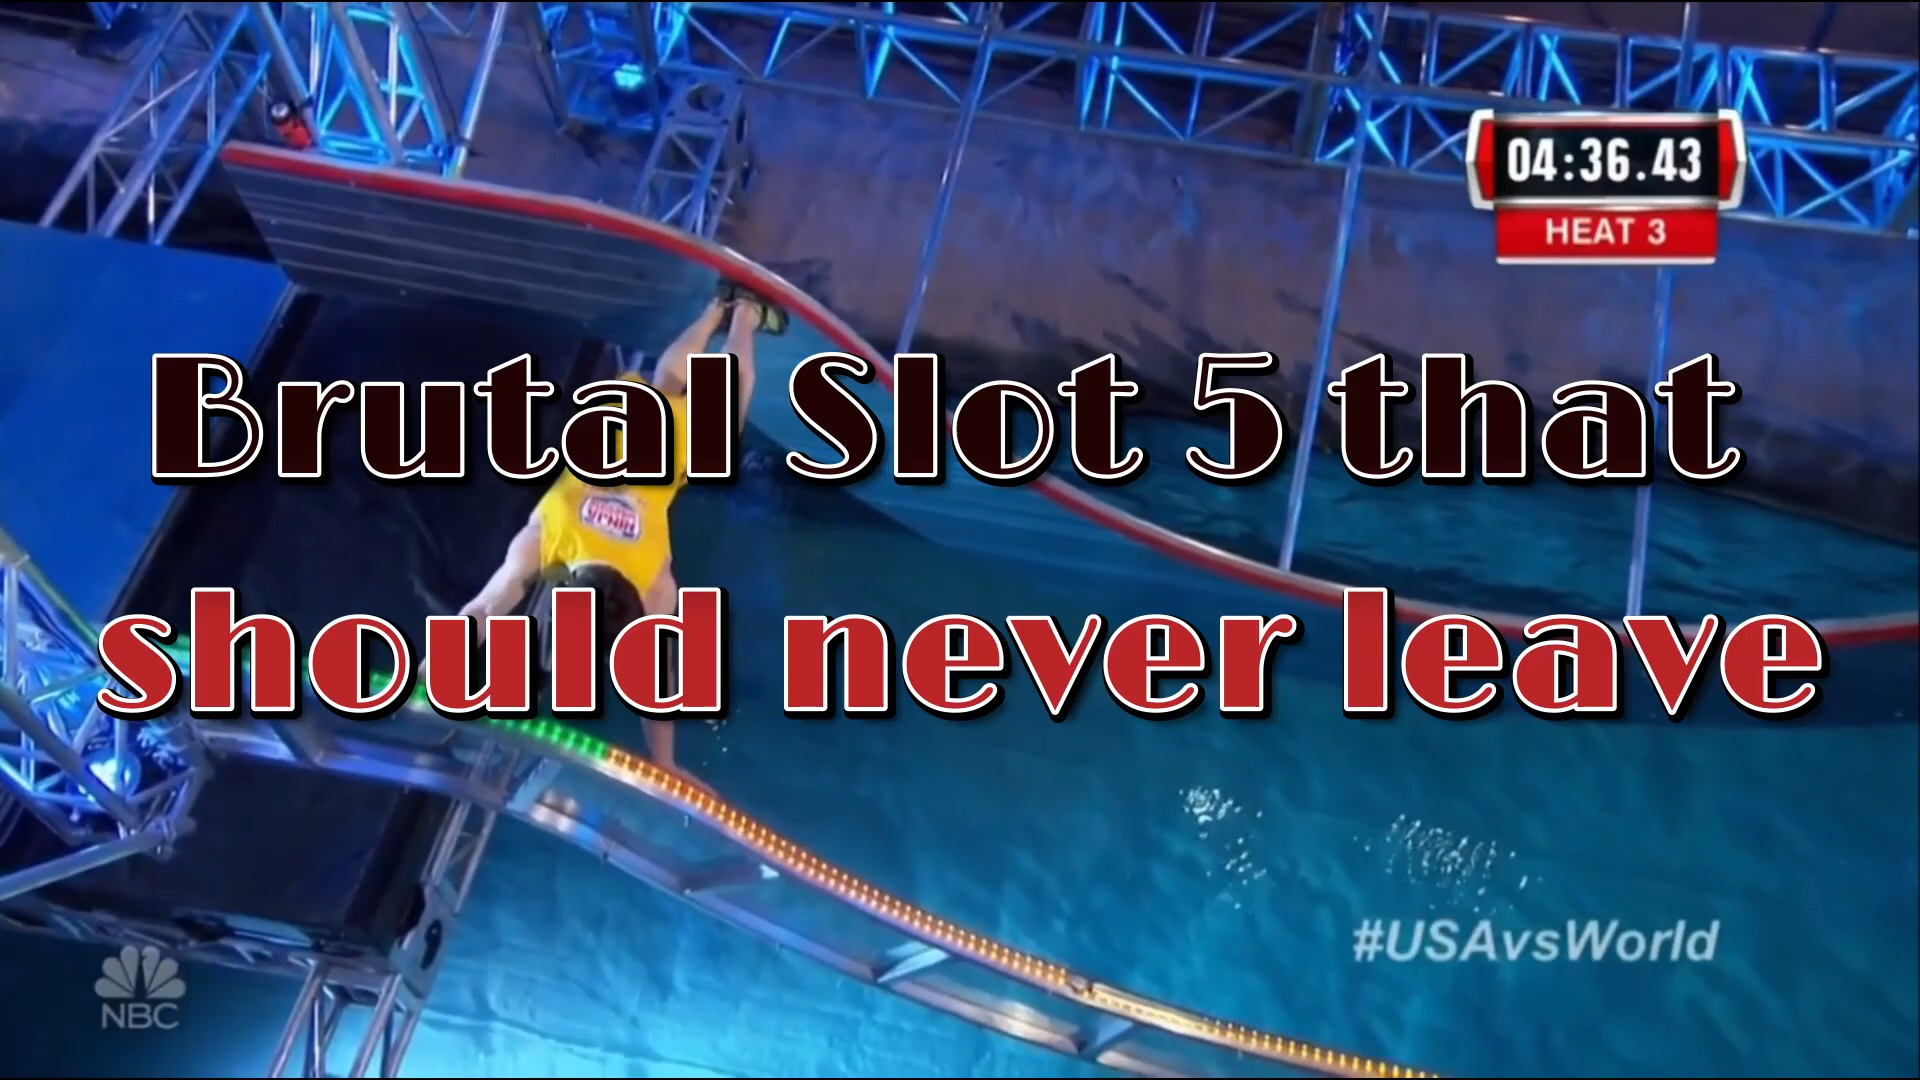 04:36.43
HEAT 3
Brutal Slot 5 that
should never leave
#USAvsWorld
NBC